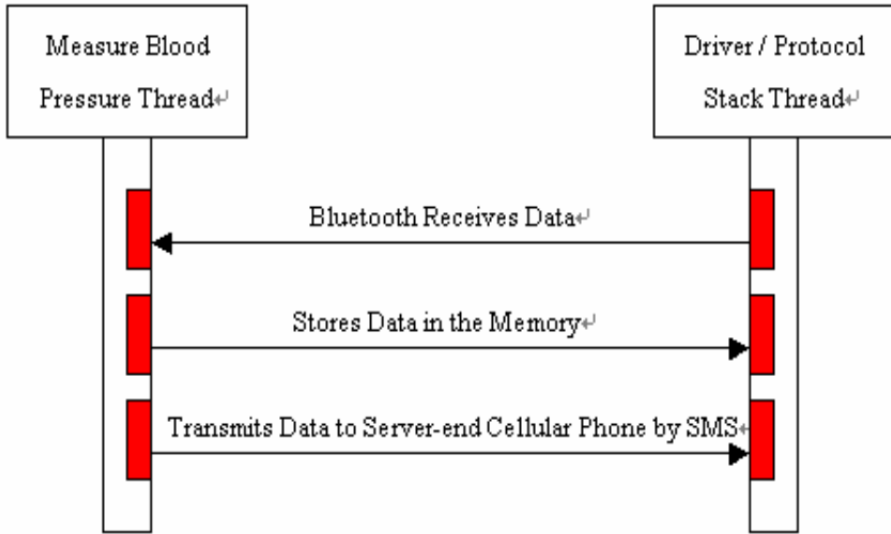 Measure Blood
Pressure Thread↵
Driver / Protocol
Stack Thread↵
Bluetooth Receives Data↵
Stores Data in the Memory↵
Transmits Data to Server-end Cellular Phone by SMS↵